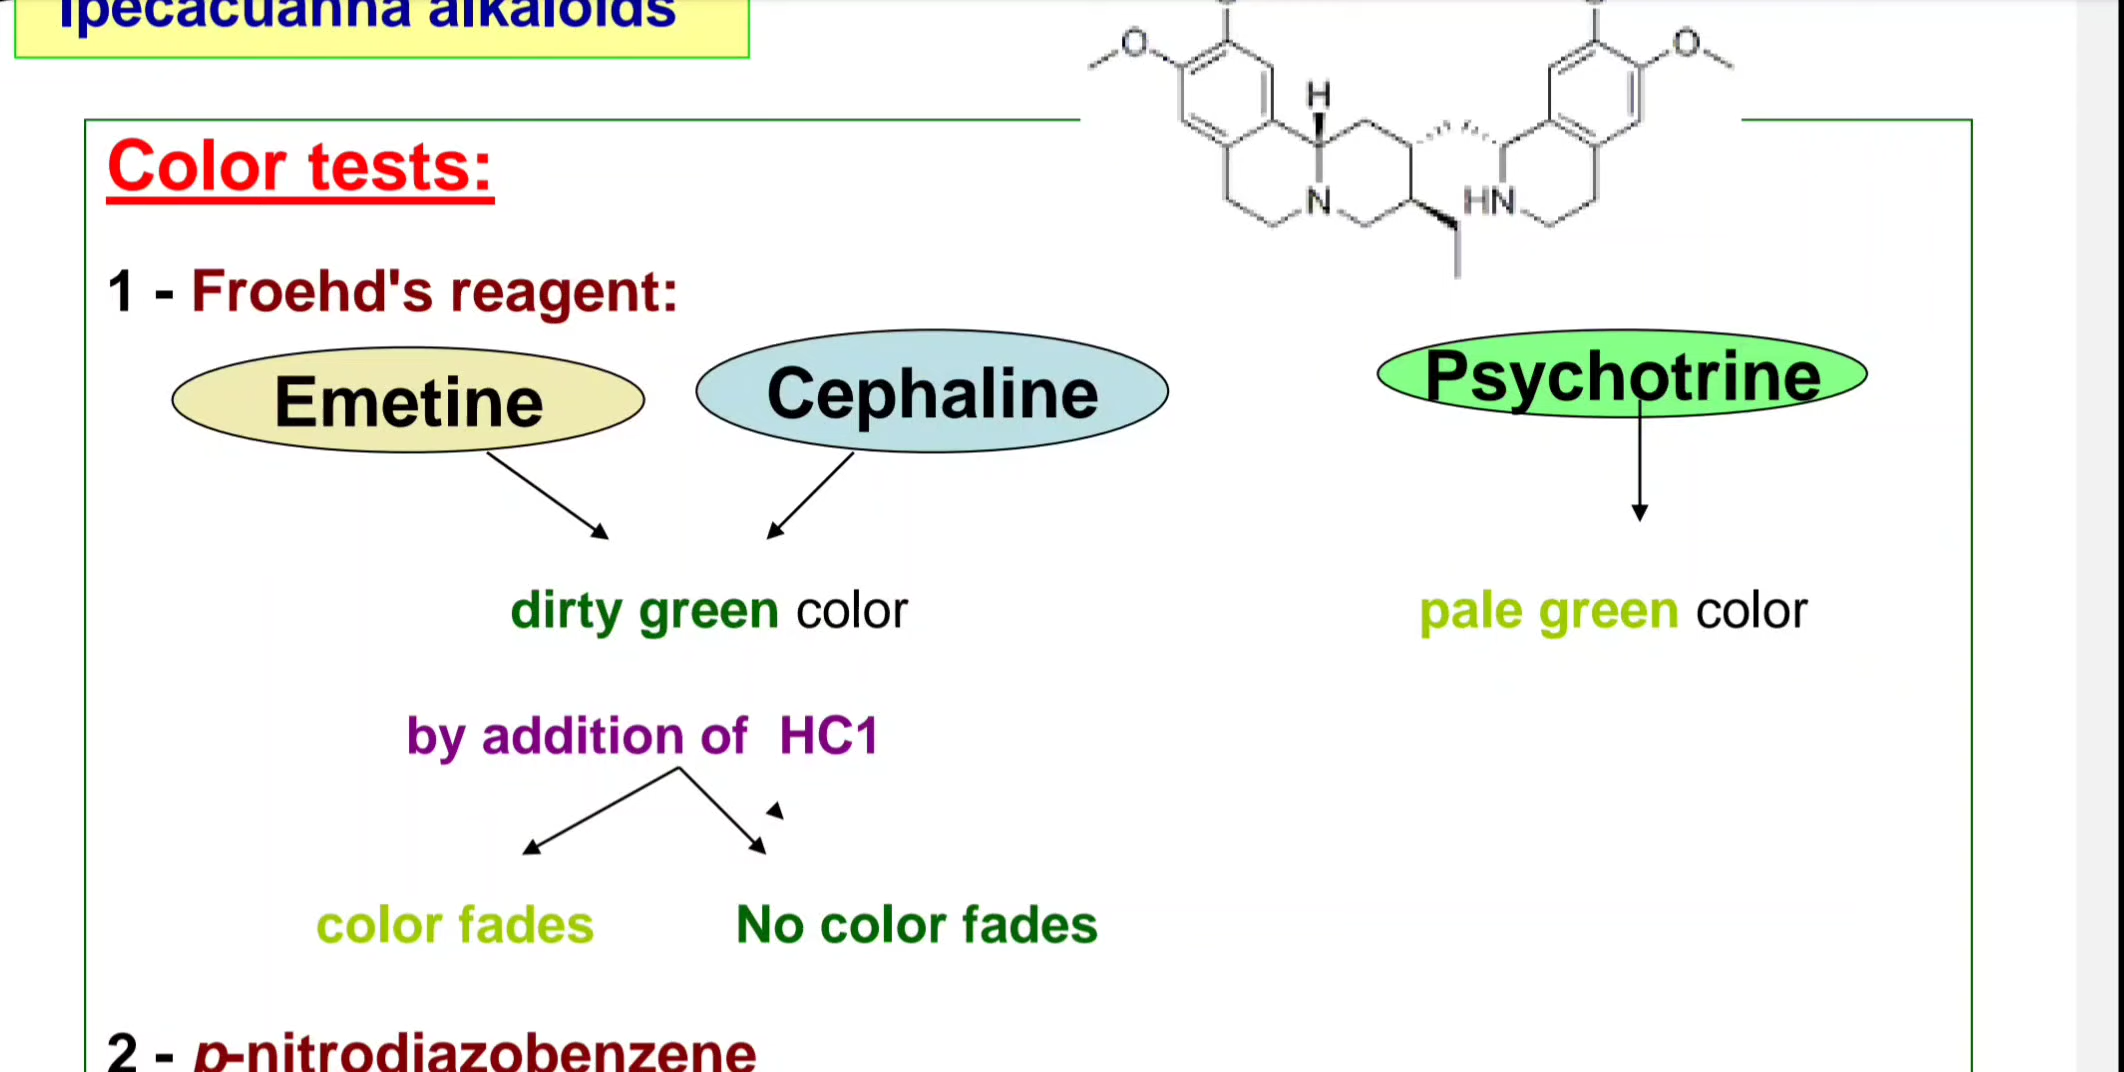 Ipecacuanha alkaloids
O
O
H
N
HN
Color tests:
1 - Froehd's reagent:
Emetine
Cephaline
Psychotrine
dirty green color
pale green color
by addition of HC1
color fades
No color fades
2 - p-nitrodiazobenzene